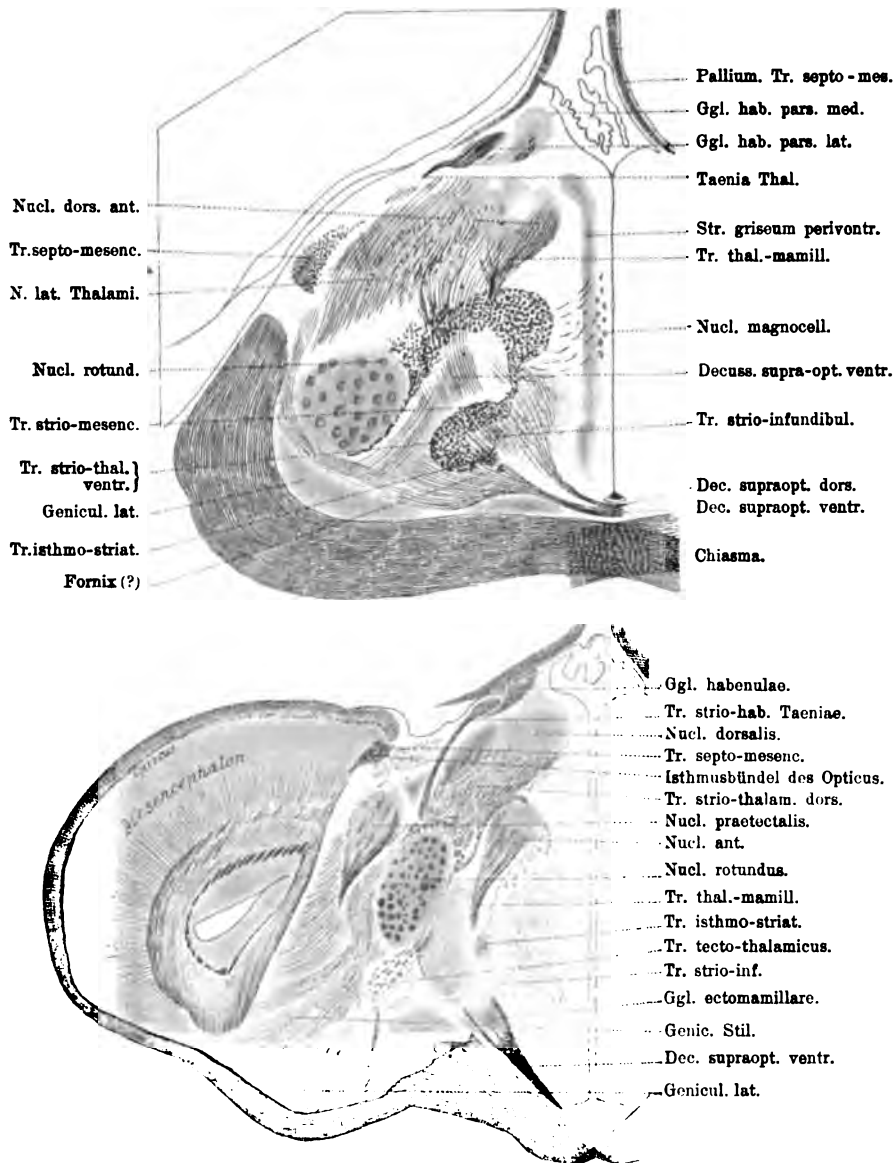 Pallium. Tr. septo-mes.
Ggl. hab. pars. med.
Ggl. hab. pars. lat.
Taenia Thal.
Str. griseum perivontr.
Tr. thal.-mamill.
Nucl. magnocell.
Decuss. supra-opt. ventr.
Tr. strio-infundibul.
Dec. supraopt. dors.
Dec. supraopt. ventr.
Chiasma.
Nucl. dors. ant.
Tr. septo-mesenc.
N. lat. Thalami.
Nucl. rotund.
Tr. strio-mesenc.
Tr. strio-thal.
ventr.}
Genicul. lat.
Tr. isthmo-striat.
Fornix (?)
Mesencephalon
Ggl. habenulae.
Tr. strio-hab. Taeniae.
Nucl. dorsalis.
Tr. septo-mesenc.
Isthmusbündel des Opticus.
Tr. strio-thalam. dors.
Nucl. praetectalis.
Nucl. ant.
Nucl. rotundus.
Tr. thal.-mamill.
Tr. isthmo-striat.
Tr. tecto-thalamicus.
Tr. strio-inf.
Ggl. ectomamillare.
Genic. Stil.
Dec. supraopt. ventr.
Genicul. lat.